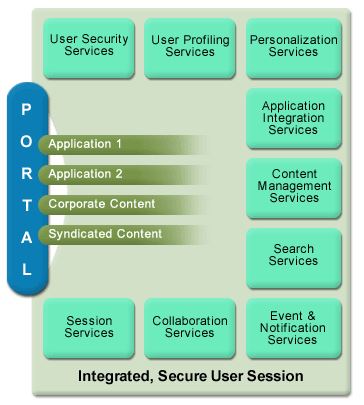 User Security
Services
User Profiling
Services
Personalization
Services
PORTAL
Application
Integration
Services
Application 1
Application 2
Corporate Content
Syndicated Content
Content
Management
Services
Search
Services
Session
Services
Collaboration
Services
Event &
Notification
Services
Integrated, Secure User Session